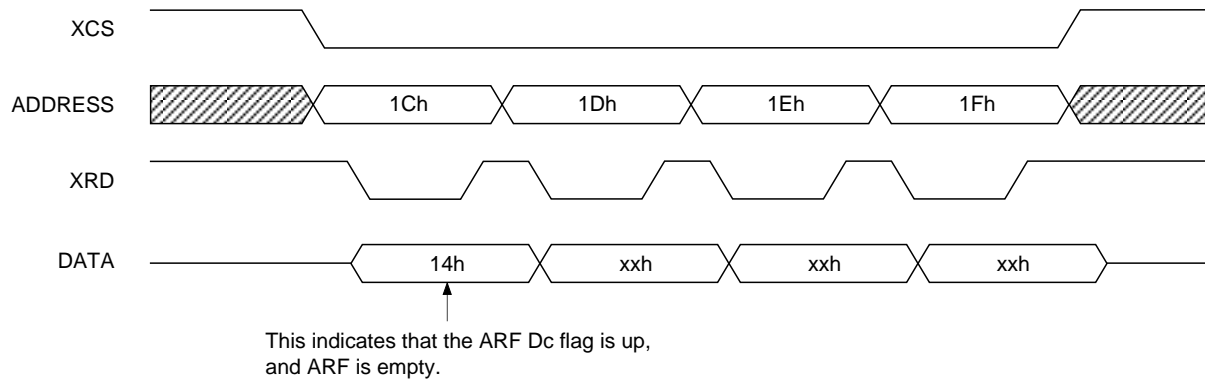 XCS
ADDRESS 1Ch 1Dh 1Eh 1Fh
XRD
DATA 14h xxh xxh xxh
This indicates that the ARF Dc flag is up,
and ARF is empty.